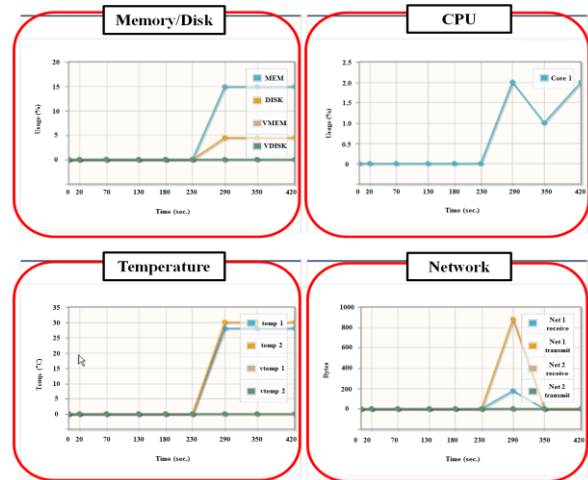 Memory/Disk
Usage (%)
20
15
10
5
0
MEM
DISK
VMEM
VDISK
0 20 70 130 180 230 290 350 420
Time (sec.)
CPU
Usage (%)
2.5
2.0
1.5
1.0
0.5
0
Core 1
0 20 70 130 180 230 290 350 420
Time (sec.)
Temperature
Temp. (°C)
35
30
25
20
15
10
5
0
temp 1
temp 2
vtemp 1
vtemp 2
0 20 70 130 180 230 290 350 420
Time (sec.)
Network
Bytes
1000
800
600
400
200
0
Net 1
receive
Net 1
transmit
Net 2
receive
Net 2
transmit
0 20 70 130 180 230 290 350 420
Time (sec.)